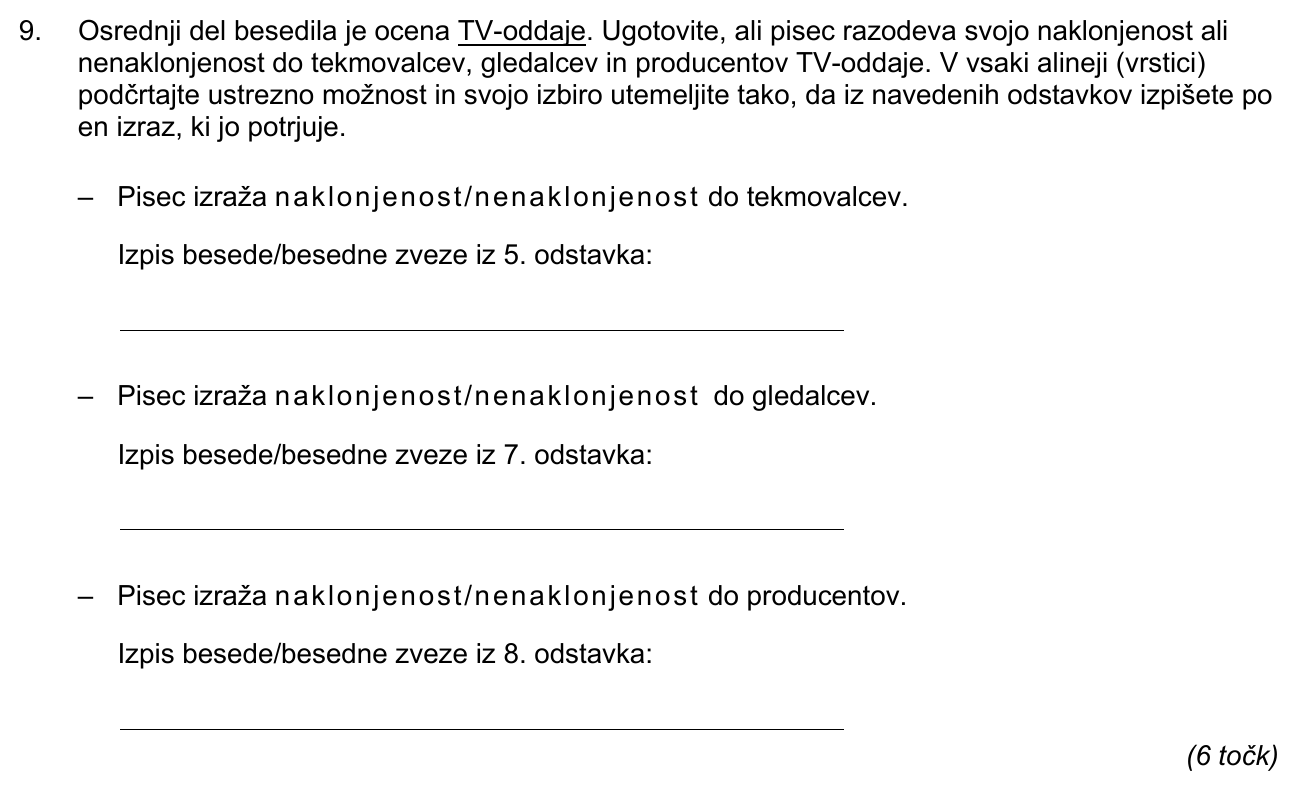 9. Osrednji del besedila je ocena TV-oddaje. Ugotovite, ali pisec razodeva svojo naklonjenost ali
nenaklonjenost do tekmovalcev, gledalcev in producentov TV-oddaje. V vsaki alineji (vrstici)
podčrtajte ustrezno možnost in svojo izbiro utemeljite tako, da iz navedenih odstavkov izpišete po
en izraz, ki jo potrjuje.
– Pisec izraža naklonjenost/nenaklonjenost do tekmovalcev.
Izpis besede/besedne zveze iz 5. odstavka:
– Pisec izraža naklonjenost/nenaklonjenost do gledalcev.
Izpis besede/besedne zveze iz 7. odstavka:
– Pisec izraža naklonjenost/nenaklonjenost do producentov.
Izpis besede/besedne zveze iz 8. odstavka:
(6 točk)